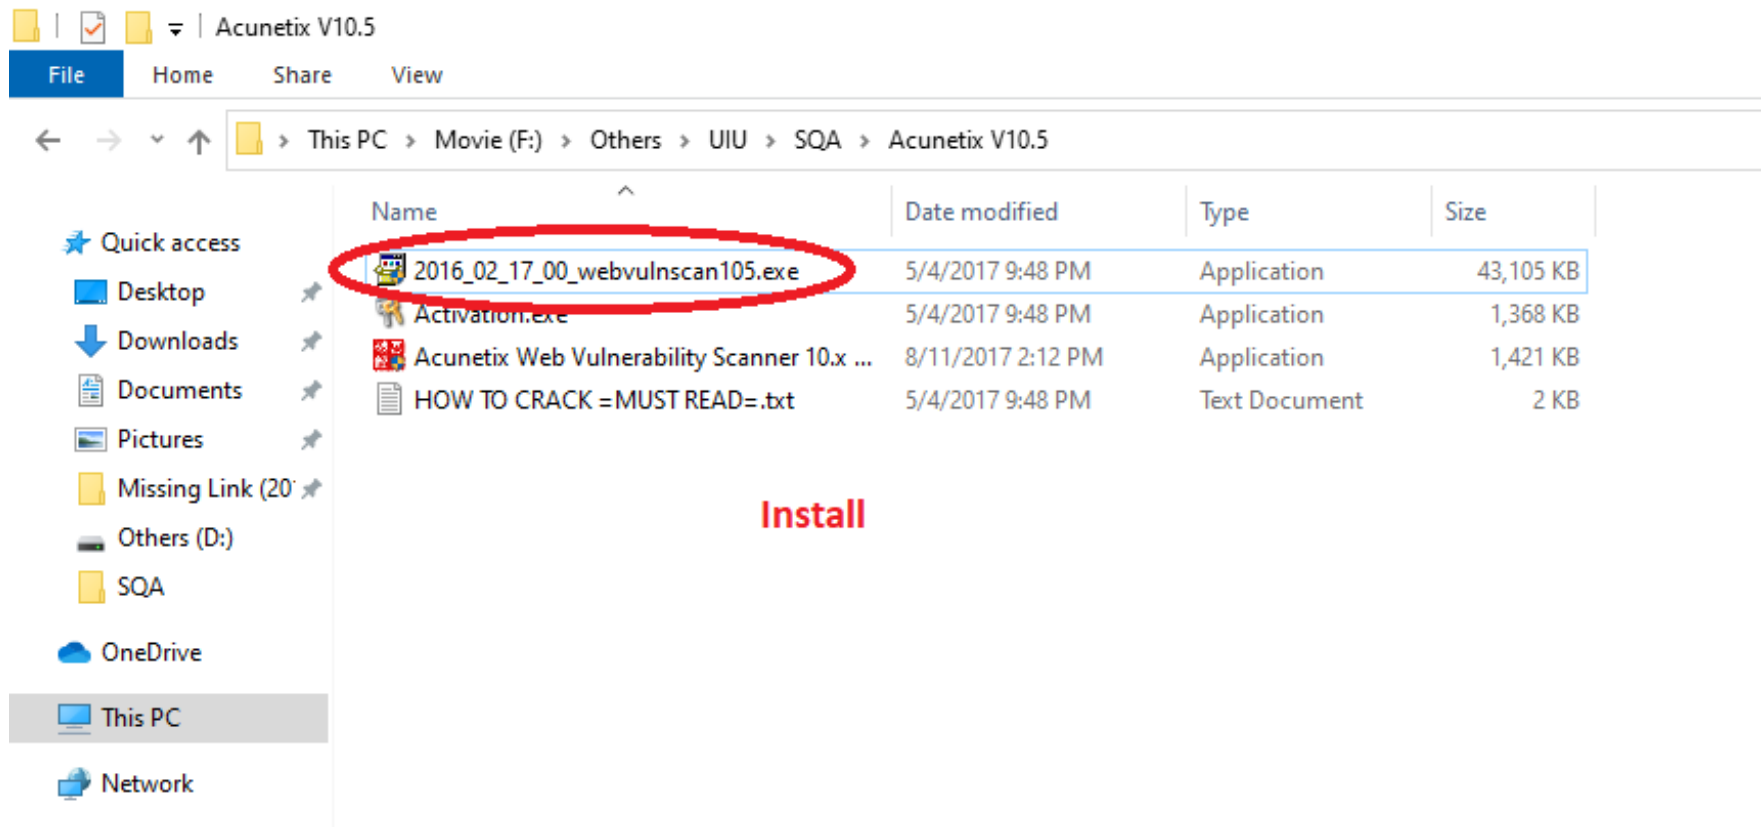 Acunetix V10.5
File Home Share View
This PC > Movie (F:) > Others > UIU > SQA > Acunetix V10.5
Name Date modified Type Size
Quick access
Desktop
Downloads
Documents
Pictures
Missing Link (20
Others (D:)
SQA
OneDrive
This PC
Network
2016_02_17_00_webvulnscan105.exe 5/4/2017 9:48 PM Application 43,105 KB
Activation.exe 5/4/2017 9:48 PM Application 1,368 KB
Acunetix Web Vulnerability Scanner 10.x ... 8/11/2017 2:12 PM Application 1,421 KB
HOW TO CRACK =MUST READ=.txt 5/4/2017 9:48 PM Text Document 2 KB
Install